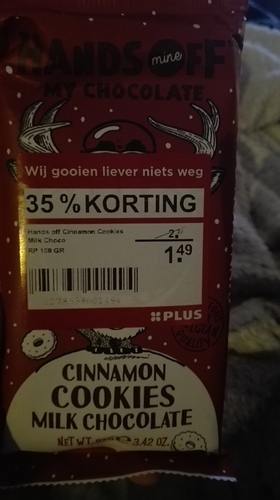 HANDS OFF
mine
MY CHOCOLATE
Wij gooien liever niets weg
35% KORTING
Hands off Cinnamon Cookies
Milk Choco
RP 100 GR
1.49
PLUS
CINNAMON
COOKIES
MILK CHOCOLATE
NET WT. 3.42 OZ.